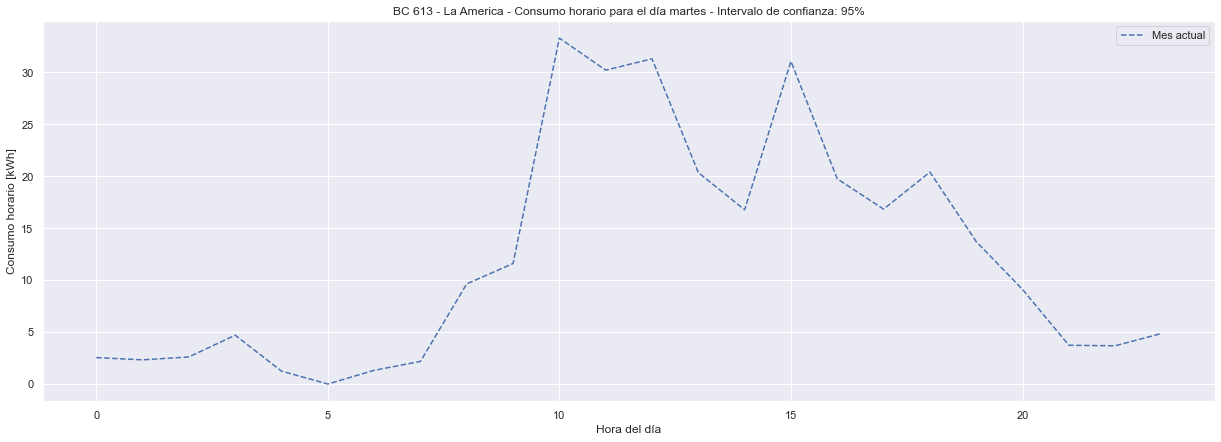 BC 613 - La America - Consumo horario para el día martes - Intervalo de confianza: 95%
Mes actual
Consumo horario [kWh]
30
25
20
15
10
5
0
0 5 10 15 20
Hora del día